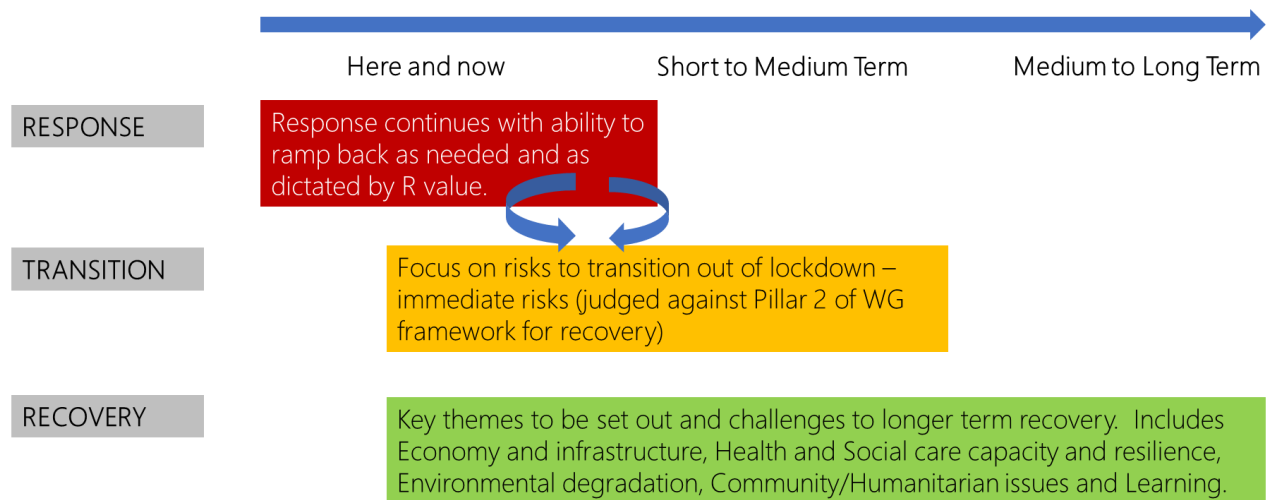 Here and now
Short to Medium Term
Medium to Long Term
RESPONSE
Response continues with ability to
ramp back as needed and as
dictated by R value.
TRANSITION
Focus on risks to transition out of lockdown –
immediate risks (judged against Pillar 2 of WG
framework for recovery)
RECOVERY
Key themes to be set out and challenges to longer term recovery.  Includes
Economy and infrastructure, Health and Social care capacity and resilience,
Environmental degradation, Community/Humanitarian issues and Learning.